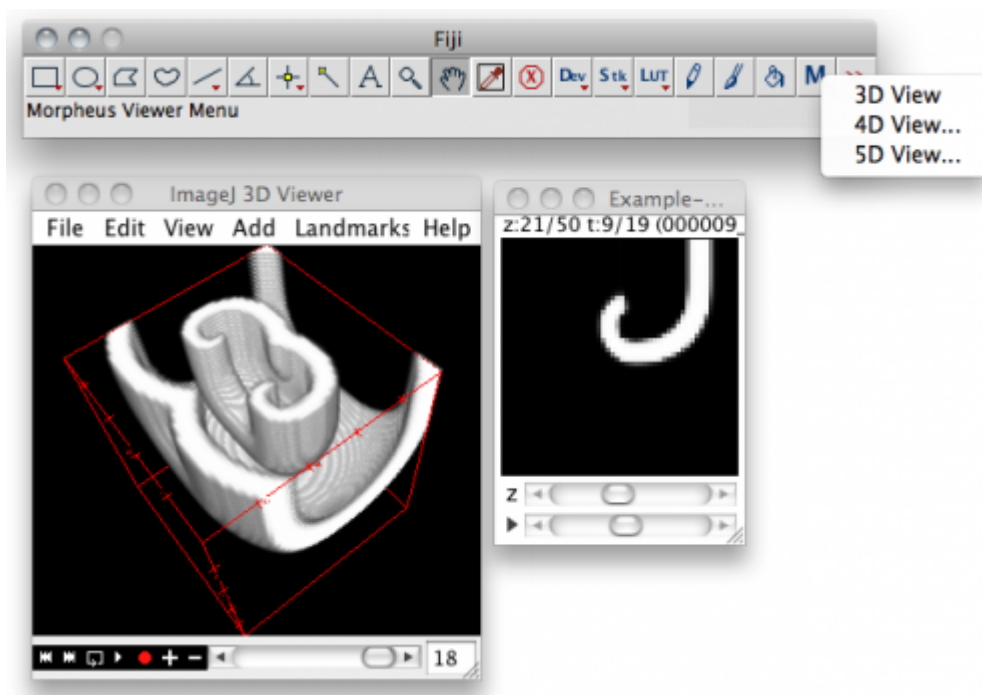 Fiji
A Dev Stk LUT M >>
Morpheus Viewer Menu
3D View
4D View...
5D View...
ImageJ 3D Viewer
File Edit View Add Landmarks Help
18
Example-...
z:21/50 t:9/19 (000009_
z